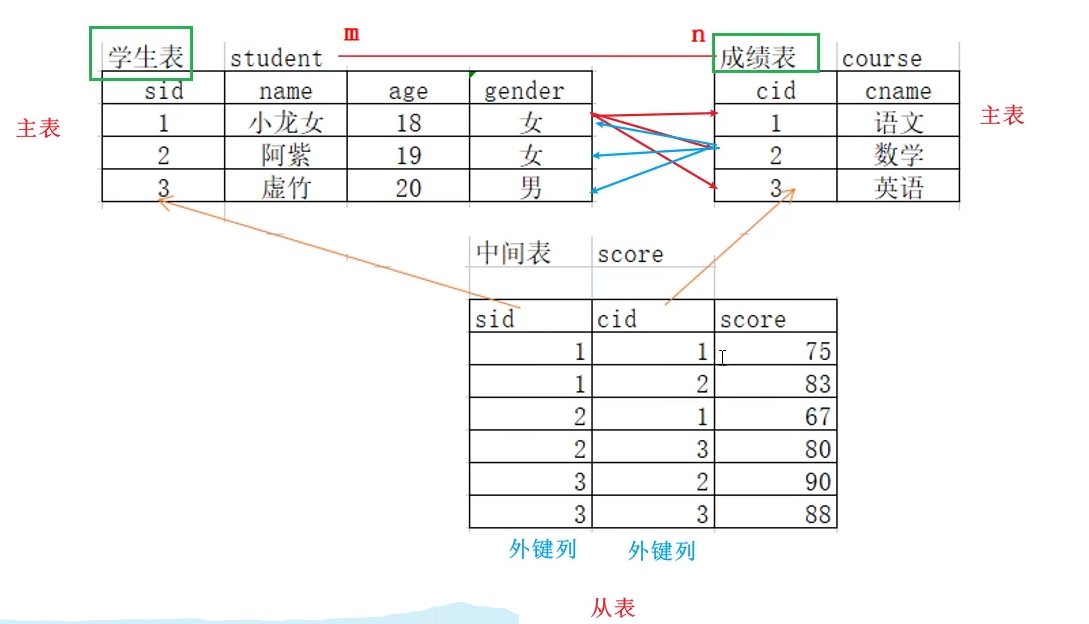 m n
学生表 student 成绩表 course
sid name age gender cid cname
主表 1 小龙女 18 女 1 语文 主表
2 阿紫 19 女 2 数学
3 虚竹 20 男 3 英语
中间表 score
sid cid score
1 1 75
1 2 83
2 1 67
2 3 80
3 2 90
3 3 88
外键列 外键列
从表